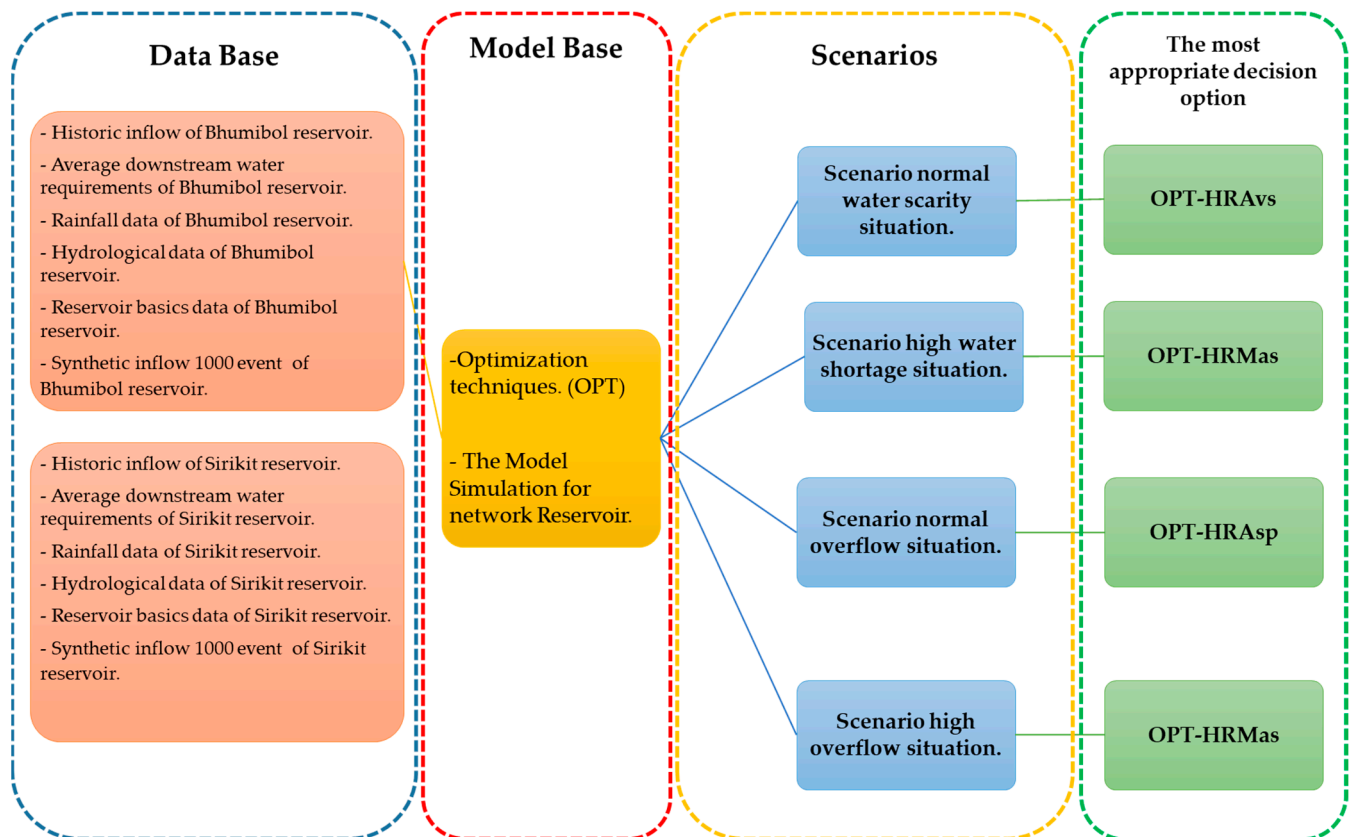 Data Base
- Historic inflow of Bhumibol reservoir.
- Average downstream water
requirements of Bhumibol reservoir.
- Rainfall data of Bhumibol reservoir.
- Hydrological data of Bhumibol
reservoir.
- Reservoir basics data of Bhumibol
reservoir.
- Synthetic inflow 1000 event of
Bhumibol reservoir.
- Historic inflow of Sirikit reservoir.
- Average downstream water
requirements of Sirikit reservoir.
- Rainfall data of Sirikit reservoir.
- Hydrological data of Sirikit reservoir.
- Reservoir basics data of Sirikit reservoir.
- Synthetic inflow 1000 event of Sirikit
reservoir.
Model Base
-Optimization
techniques. (OPT)
- The Model
Simulation for
network Reservoir.
Scenarios
Scenario normal
water scarity
situation.
Scenario high water
shortage situation.
Scenario normal
overflow situation.
Scenario high
overflow situation.
The most
appropriate decision
option
OPT-HRAvs
OPT-HRMas
OPT-HRAsp
OPT-HRMas